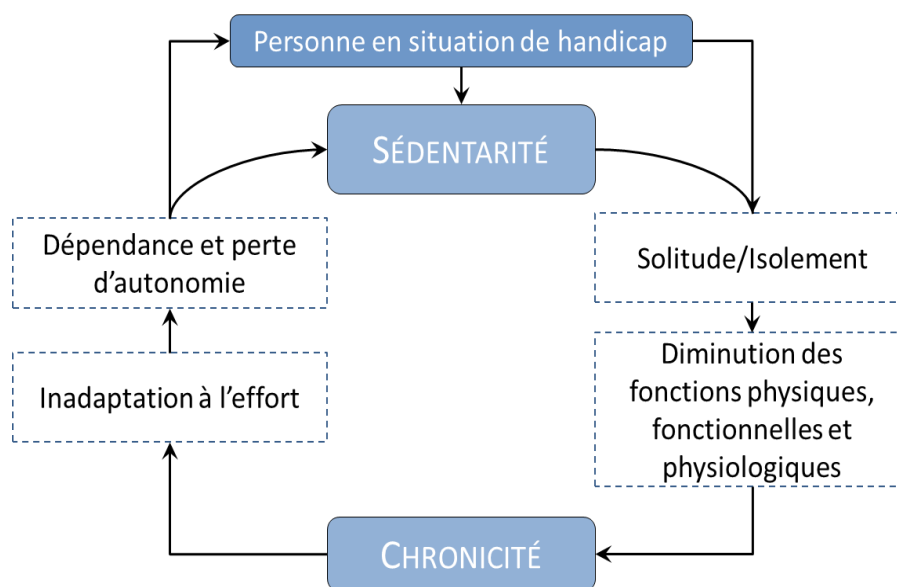 Personne en situation de handicap
SÉDENTARITÉ
Dépendance et perte
d'autonomie
Solitude/Isolement
Inadaptation à l'effort
Diminution des
fonctions physiques,
fonctionnelles et
physiologiques
CHRONICITÉ